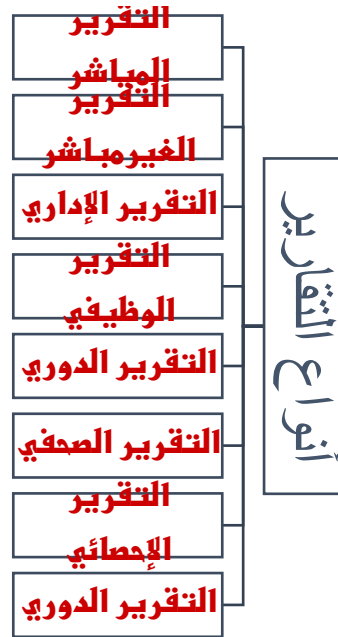 أنواع التقارير
التقرير
المباشر
التقرير
الغيرمباشر
التقرير الإداري
التقرير
الوظيفي
التقرير الدوري
التقرير الصحفي
التقرير
الإحصائي
التقرير الدوري